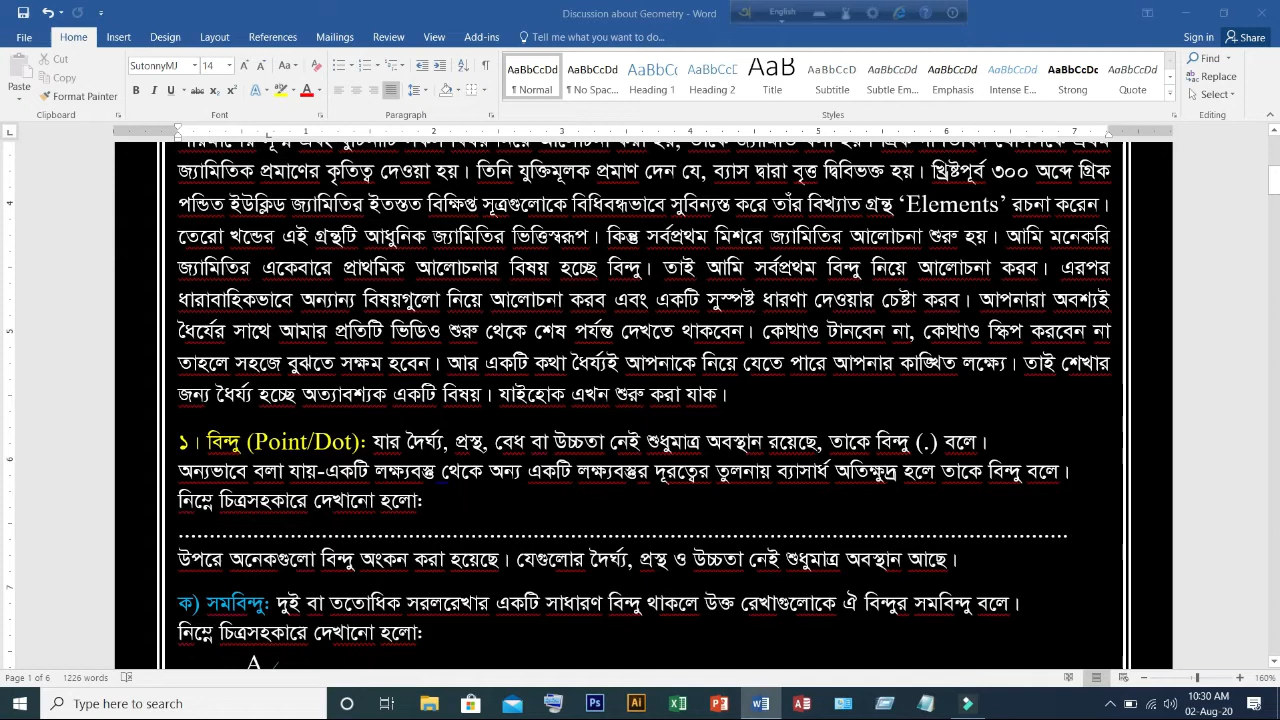 Discussion about Geometry - Word
English
Sign in
File Home Insert Design Layout References Mailings Review View Add-ins Tell me what you want to do... Share
Cut
Copy
Format Painter
Paste
SutonnyMJ 14
AaBbCcDd AaBbCcDd AaBbCc AaBbCcD AaB AaBbCcD AaBbCcDd AaBbCcDd AaBbCcDd AaBbCcDd AaBbCcDd
¶ Normal ¶ No Spac... Heading 1 Heading 2 Title Subtitle Subtle Em... Emphasis Intense E... Strong Quote
Find
Replace
Select
Clipboard Font Paragraph Styles Editing
জ্যামিতিক প্রমাণের কৃতিত্ব দেওয়া হয়। তিনি যুক্তিমূলক প্রমাণ দেন যে, ব্যাস দ্বারা বৃত্ত দ্বিবিভক্ত হয়। খ্রিষ্টপূর্ব ৩০০ অব্দে গ্রিক
পন্ডিত ইউক্লিড জ্যামিতির ইতস্তত বিক্ষিপ্ত সূত্রগুলোকে বিধিবদ্ধভাবে সুবিন্যস্ত করে তাঁর বিখ্যাত গ্রন্থ ‘Elements’ রচনা করেন।
তেরো খন্ডের এই গ্রন্থটি আধুনিক জ্যামিতির ভিত্তিস্বরূপ। কিন্তু সর্বপ্রথম মিশরে জ্যামিতির আলোচনা শুরু হয়। আমি মনেকরি
জ্যামিতির একেবারে প্রাথমিক আলোচনার বিষয় হচ্ছে বিন্দু। তাই আমি সর্বপ্রথম বিন্দু নিয়ে আলোচনা করব। এরপর
ধারাবাহিকভাবে অন্যান্য বিষয়গুলো নিয়ে আলোচনা করব এবং একটি সুস্পষ্ট ধারণা দেওয়ার চেষ্টা করব। আপনারা অবশ্যই
ধৈর্যের সাথে আমার প্রতিটি ভিডিও শুরু থেকে শেষ পর্যন্ত দেখতে থাকবেন। কোথাও টানবেন না, কোথাও স্কিপ করবেন না
তাহলে সহজে বুঝতে সক্ষম হবেন। আর একটি কথা ধৈর্য্যই আপনাকে নিয়ে যেতে পারে আপনার কাঙ্খিত লক্ষ্যে। তাই শেখার
জন্য ধৈর্য্য হচ্ছে অত্যাবশ্যক একটি বিষয়। যাইহোক এখন শুরু করা যাক।
১। বিন্দু (Point/Dot): যার দৈর্ঘ্য, প্রস্থ, বেধ বা উচ্চতা নেই শুধুমাত্র অবস্থান রয়েছে, তাকে বিন্দু (.) বলে।
অন্যভাবে বলা যায়-একটি লক্ষ্যবস্তু থেকে অন্য একটি লক্ষ্যবস্তুর দূরত্বের তুলনায় ব্যাসার্ধ অতিক্ষুদ্র হলে তাকে বিন্দু বলে।
নিম্নে চিত্রসহকারে দেখানো হলো:
উপরে অনেকগুলো বিন্দু অংকন করা হয়েছে। যেগুলোর দৈর্ঘ্য, প্রস্থ ও উচ্চতা নেই শুধুমাত্র অবস্থান আছে।
ক) সমবিন্দু: দুই বা ততোধিক সরলরেখার একটি সাধারণ বিন্দু থাকলে উক্ত রেখাগুলোকে ঐ বিন্দুর সমবিন্দু বলে।
নিম্নে চিত্রসহকারে দেখানো হলো:
A
Page 1 of 6 1226 words 160%
Type here to search
10:30 AM
02-Aug-20